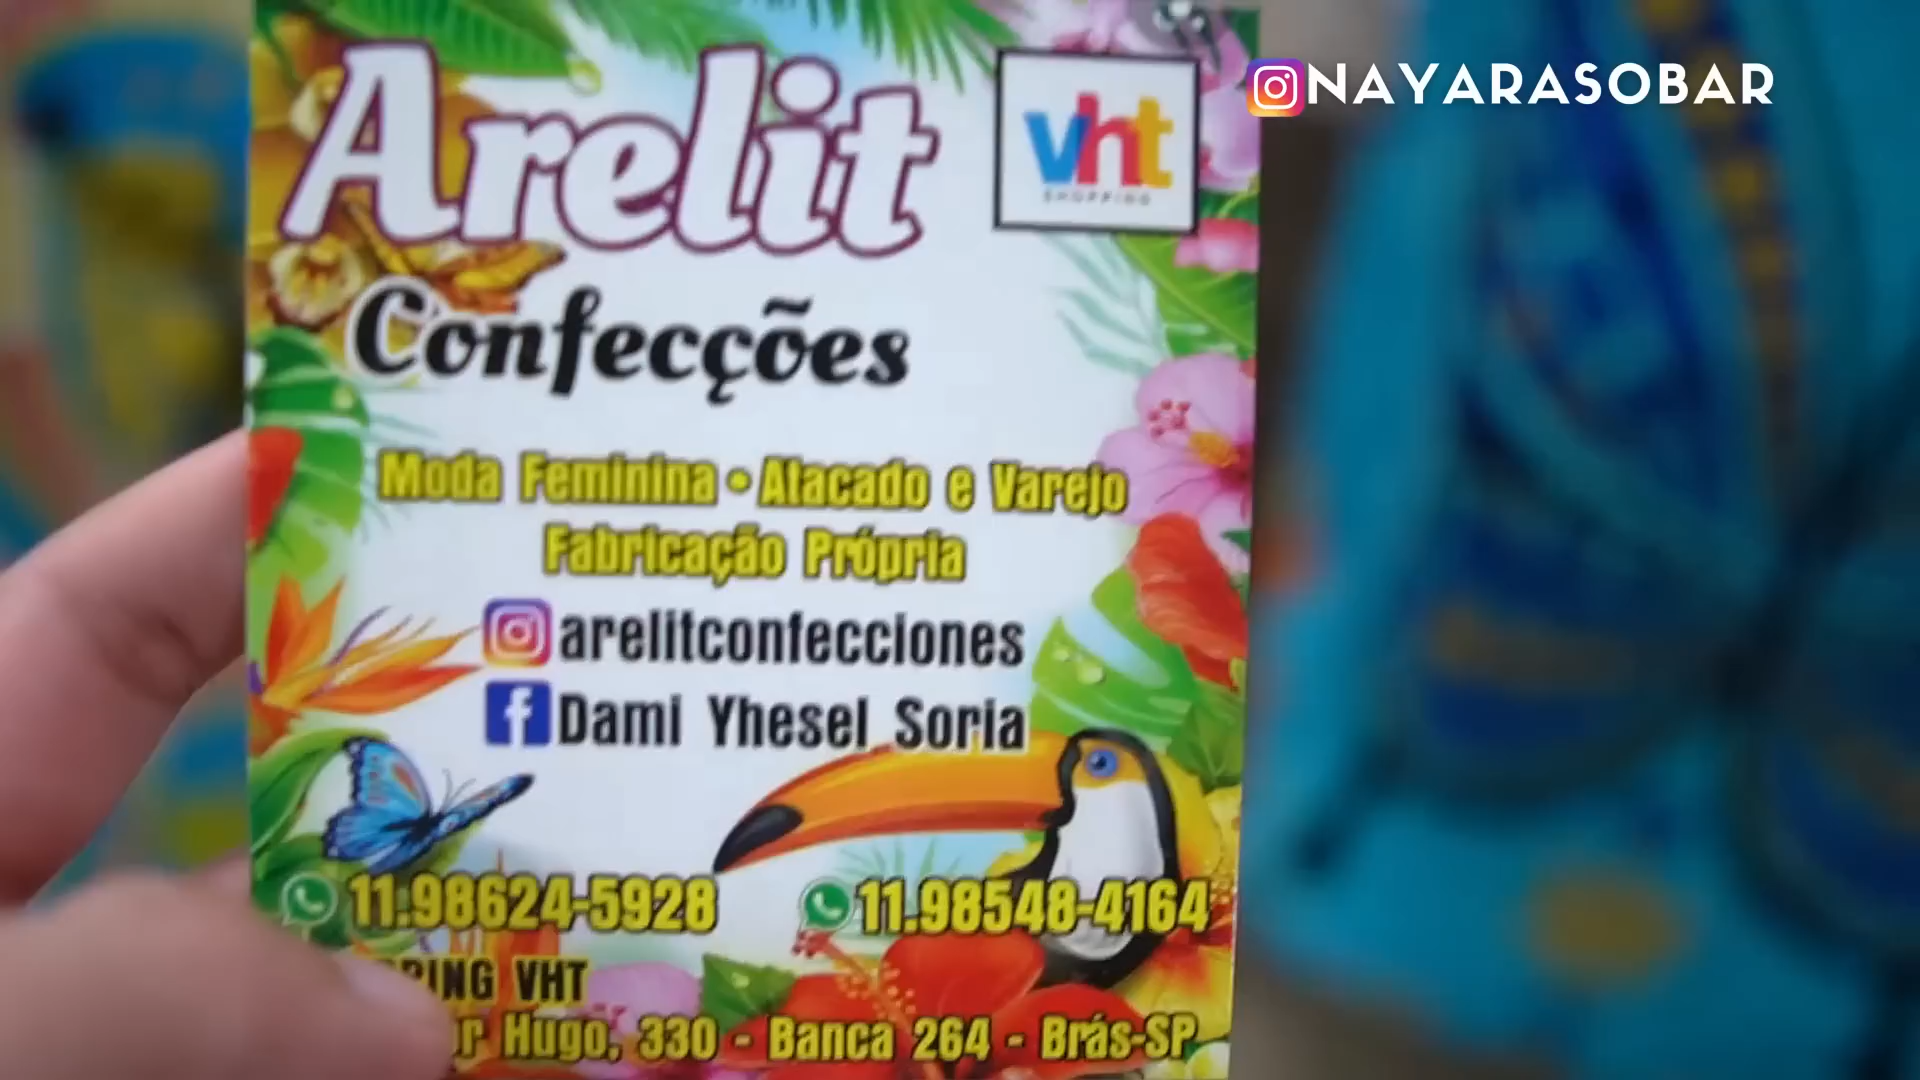 NAYARASOBAR
Arelit
vht
SHOPPING
Confecções
Moda Feminina • Atacado e Varejo
Fabricação Própria
arelitconfecciones
Dami Yhesel Soria
11.98624-5928
11.98548-4164
VHT
Hugo, 330 - Banca 264 - Brás-SP